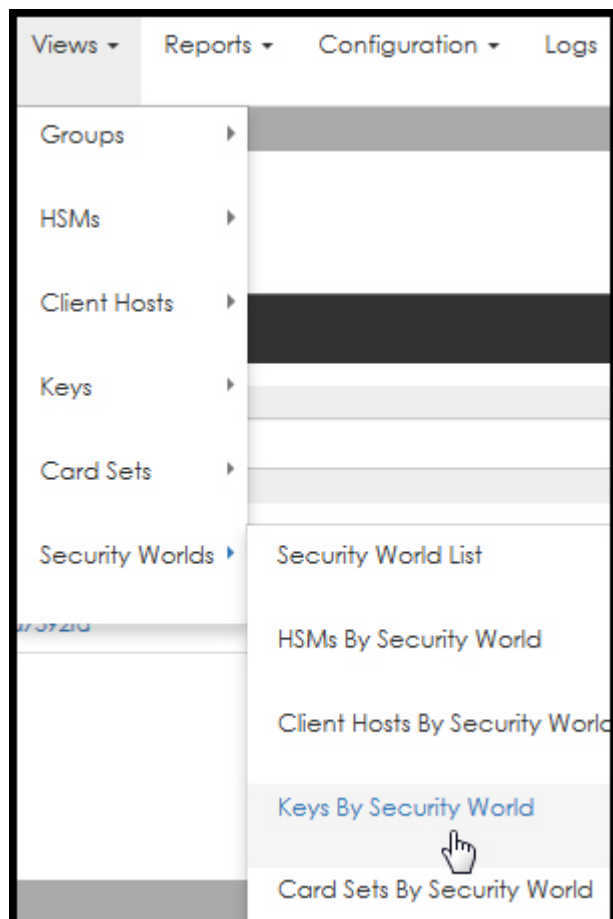 Views Reports Configuration Logs
Groups
HSMs
Client Hosts
Keys
Card Sets
Security Worlds
Security World List
HSMs By Security World
Client Hosts By Security World
Keys By Security World
Card Sets By Security World